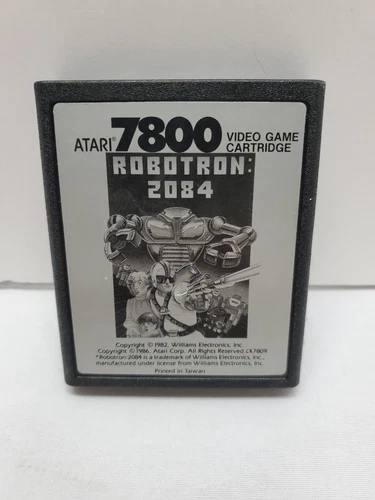 ATARI® 7800 VIDEO GAME
CARTRIDGE
ROBOTRON:
2084
Copyright © 1982, Williams Electronics, Inc.
Copyright © 1986, Atari Corp. All Rights Reserved CX7809
*Robotron 2084 is a trademark of Williams Electronics, Inc.,
manufactured under license from Williams Electronics, Inc.
Printed in Taiwan